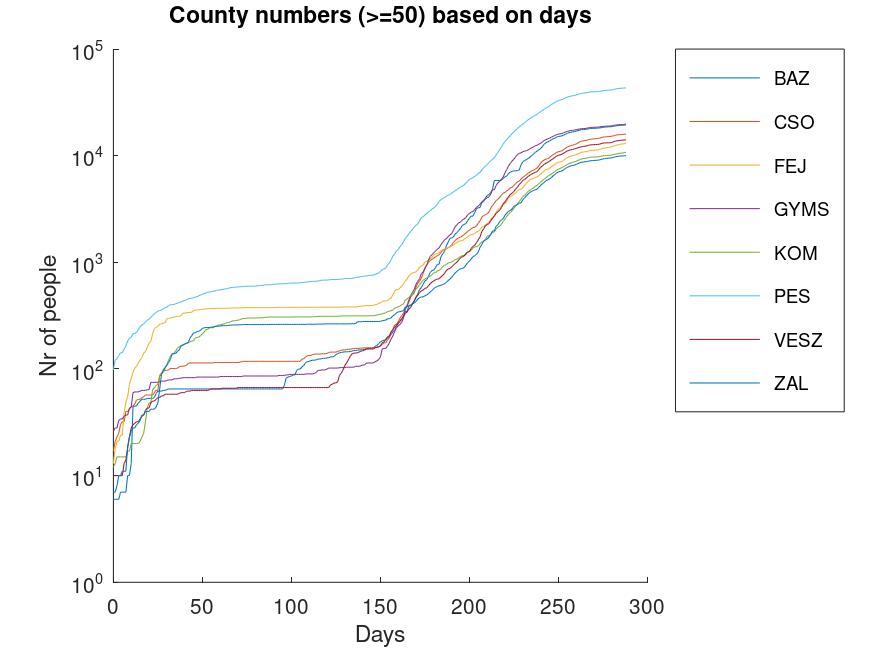 County numbers (>=50) based on days
10^5
10^4
10^3
10^2
10^1
10^0
Nr of people
0 50 100 150 200 250 300
Days
BAZ
CSO
FEJ
GYMS
KOM
PES
VESZ
ZAL